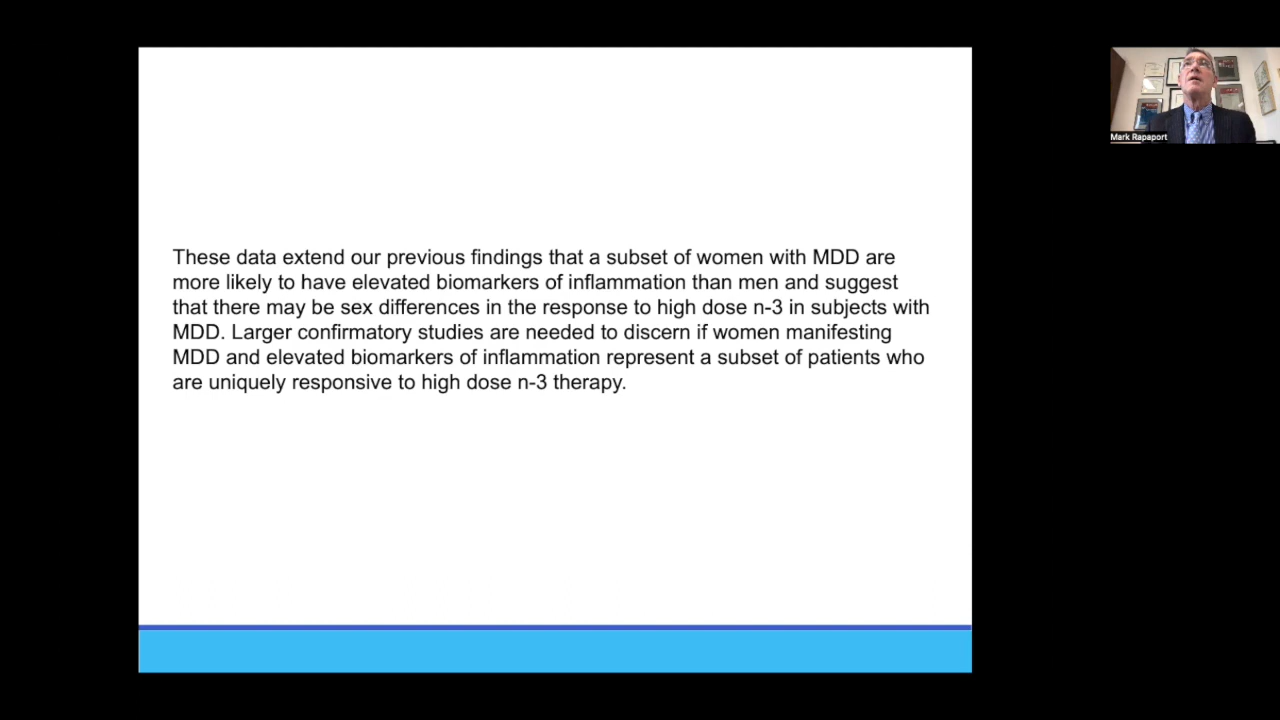 These data extend our previous findings that a subset of women with MDD are
more likely to have elevated biomarkers of inflammation than men and suggest
that there may be sex differences in the response to high dose n-3 in subjects with
MDD. Larger confirmatory studies are needed to discern if women manifesting
MDD and elevated biomarkers of inflammation represent a subset of patients who
are uniquely responsive to high dose n-3 therapy.
Mark Rapaport